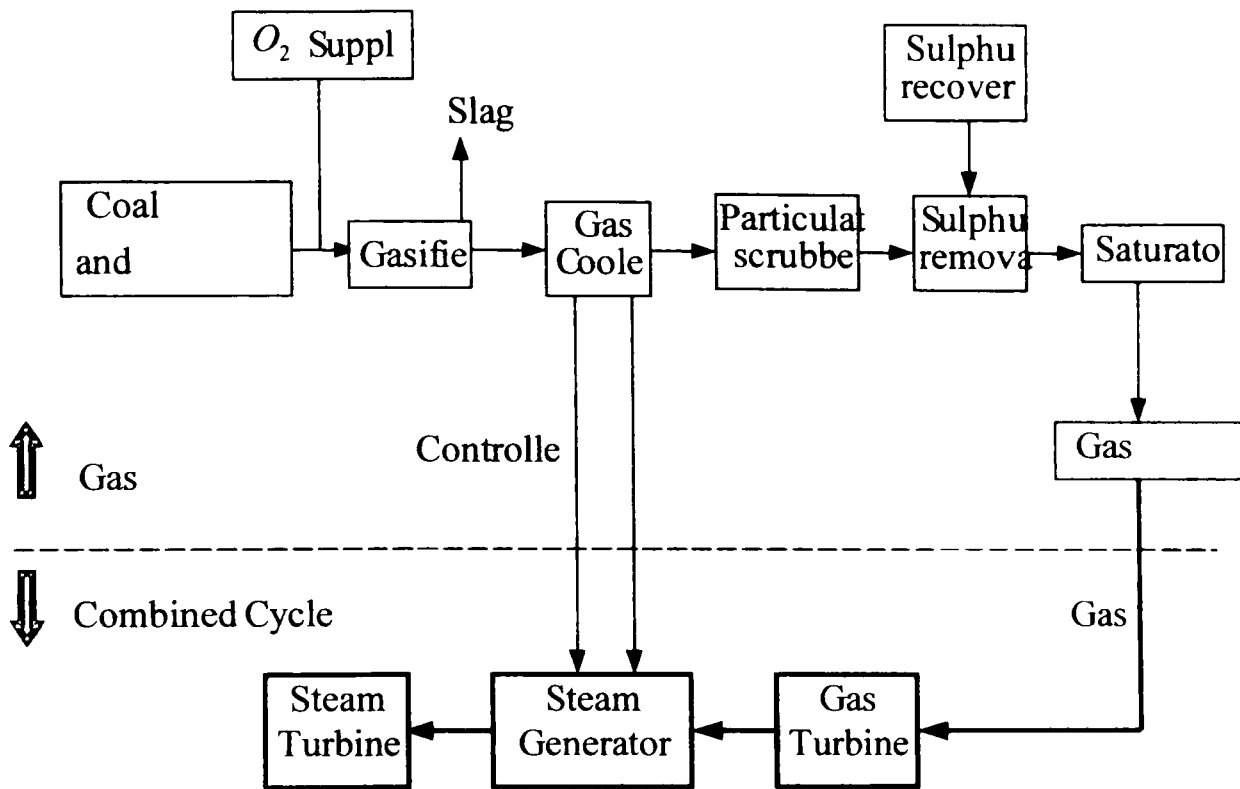 O₂ Suppl
Sulphu
recover
Slag
Coal
and
Gasifie
Gas
Coole
Particulat
scrubbe
Sulphu
remova
Saturato
Controlle
Gas
Gas
Combined Cycle
Gas
Steam
Turbine
Steam
Generator
Gas
Turbine